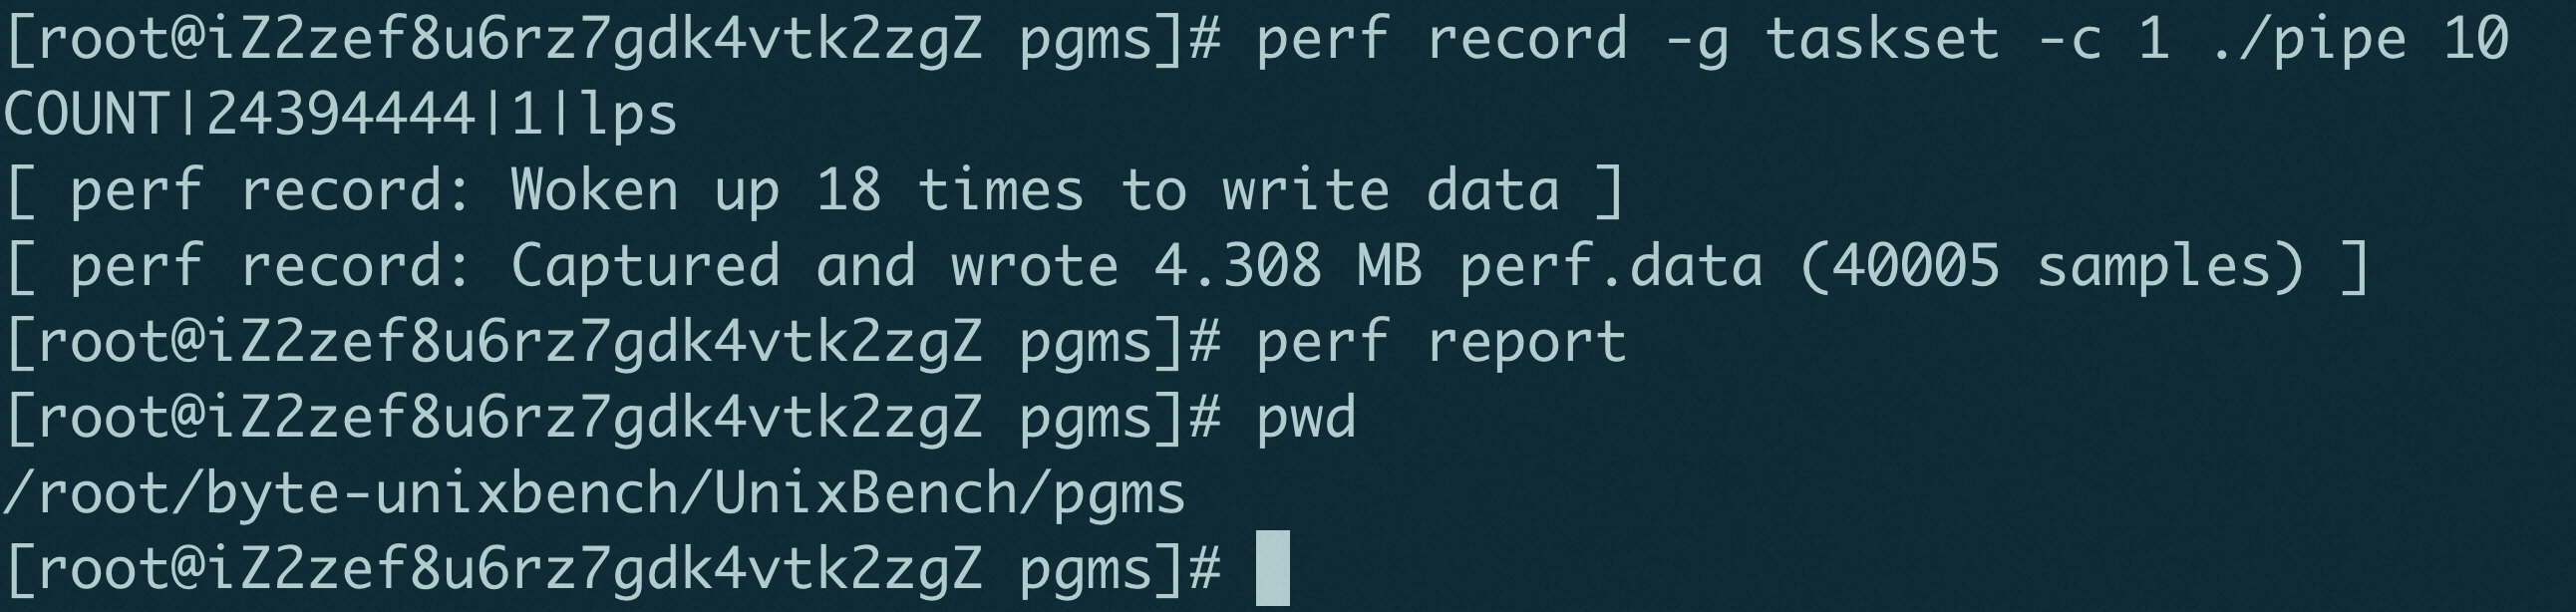 [root@iZ2zef8u6rz7gdk4vtk2zgZ pgms]# perf record -g taskset -c 1 ./pipe 10
COUNT|24394444|1|lps
[ perf record: Woken up 18 times to write data ]
[ perf record: Captured and wrote 4.308 MB perf.data (40005 samples) ]
[root@iZ2zef8u6rz7gdk4vtk2zgZ pgms]# perf report
[root@iZ2zef8u6rz7gdk4vtk2zgZ pgms]# pwd
/root/byte-unixbench/UnixBench/pgms
[root@iZ2zef8u6rz7gdk4vtk2zgZ pgms]#